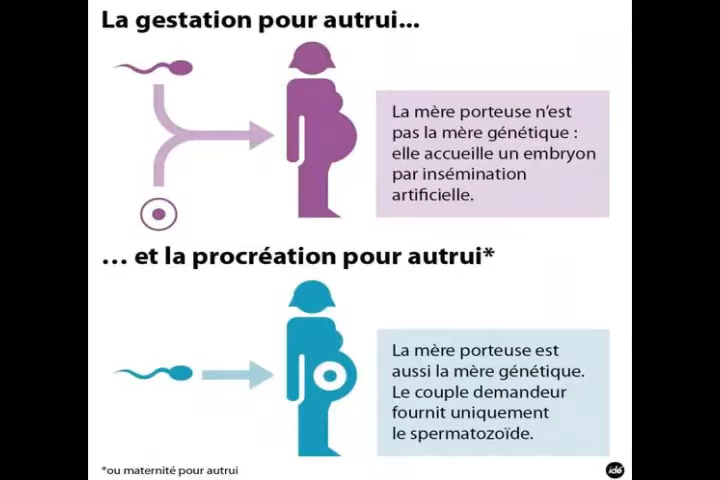 La gestation pour autrui...
La mère porteuse n'est
pas la mère génétique :
elle accueille un embryon
par insémination
artificielle.
… et la procréation pour autrui*
La mère porteuse est
aussi la mère génétique.
Le couple demandeur
fournit uniquement
le spermatozoïde.
*ou maternité pour autrui
idé